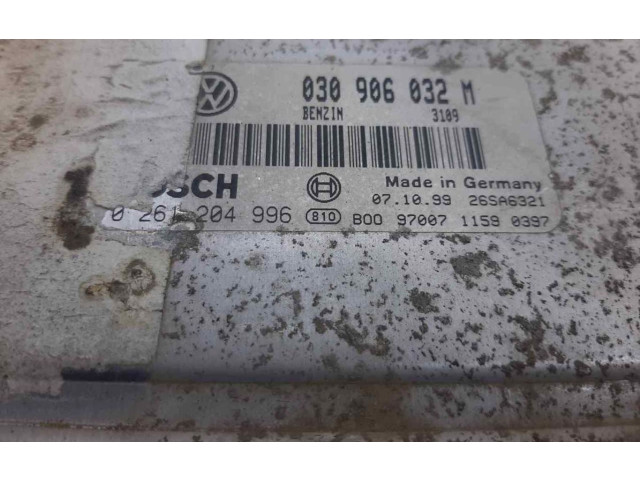 030 906 032 M
BENZIN 3109
SCH Made in Germany
07.10.99 26SA6321
0 261 204 996 810 B00 97007 1159 0397